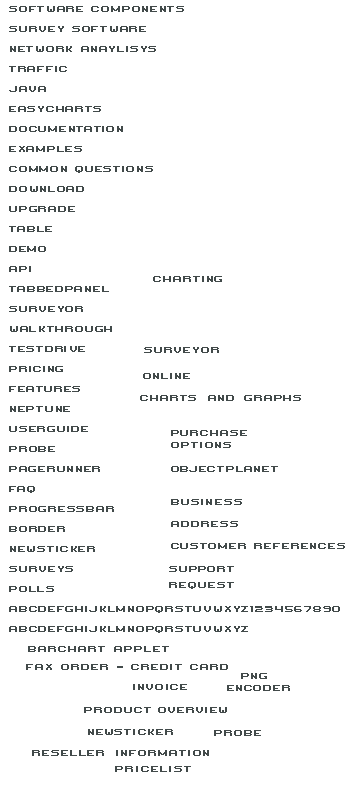 SOFTWARE COMPONENTS
SURVEY SOFTWARE
NETWORK ANAYLISYS
TRAFFIC
JAVA
EASYCHARTS
DOCUMENTATION
EXAMPLES
COMMON QUESTIONS
DOWNLOAD
UPGRADE
TABLE
DEMO
API
CHARTING
TABBEDPANEL
SURVEYOR
WALKTHROUGH
TESTDRIVE
SURVEYOR
PRICING
ONLINE
FEATURES
CHARTS AND GRAPHS
NEPTUNE
USERGUIDE
PURCHASE
OPTIONS
PROBE
PAGERUNNER
OBJECTPLANET
FAQ
BUSINESS
PROGRESSBAR
ADDRESS
BORDER
NEWSTICKER
CUSTOMER REFERENCES
SURVEYS
SUPPORT
REQUEST
POLLS
ABCDEFGHIJKLMNOPQRSTUVWXYZ1234567890
ABCDEFGHIJKLMNOPQRSTUVWXYZ
BARCHART APPLET
FAX ORDER - CREDIT CARD
PNG
ENCODER
INVOICE
PRODUCT OVERVIEW
NEWSTICKER
PROBE
RESELLER INFORMATION
PRICELIST